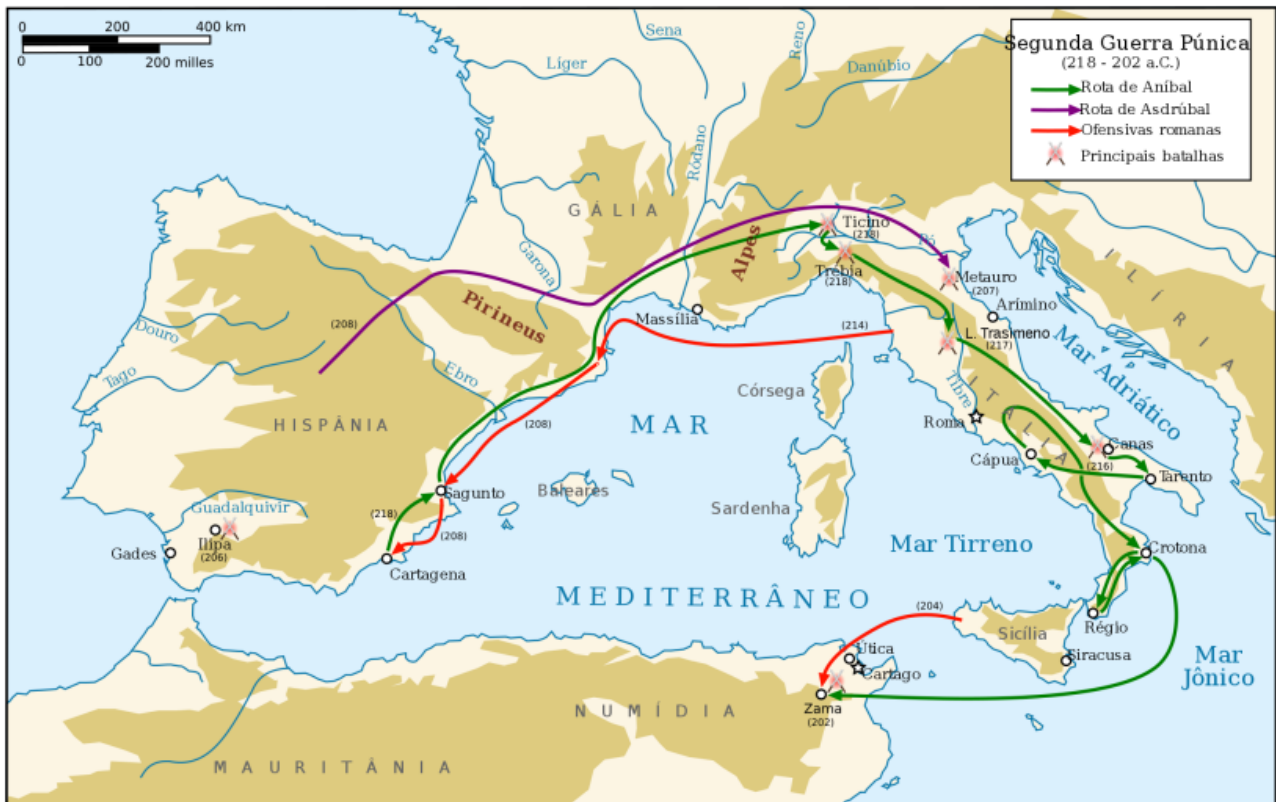 0 200 400 km
0 100 200 milles
Segunda Guerra Púnica
(218 - 202 a.C.)
Rota de Aníbal
Rota de Asdrúbal
Ofensivas romanas
Principais batalhas
Sena
Reno
Líger
Danúbio
Ródano
GÁLIA
Alpes
Ticino
(218)
Pó
Garona
Trebia
(218)
Metauro
(207)
ILÍRIA
Pirineus
Massília
Arímino
(208)
Douro
(214)
L. Trasimeno
(217)
Tago
Ebro
Córsega
Tibre
Mar Adriático
ITALIA
HISPÂNIA
(208)
MAR
Roma
Canas
Cápua
(216)
Tarento
Sagunto
Baleares
Sardenha
Guadalquivir
(218)
(208)
Ilipa
(206)
Gades
Cartagena
Mar Tirreno
Crotona
MEDITERRÂNEO
(204)
Sicília
Régio
Útica
Cartago
Siracusa
Mar
Jônico
Zama
(202)
NUMÍDIA
MAURITÂNIA